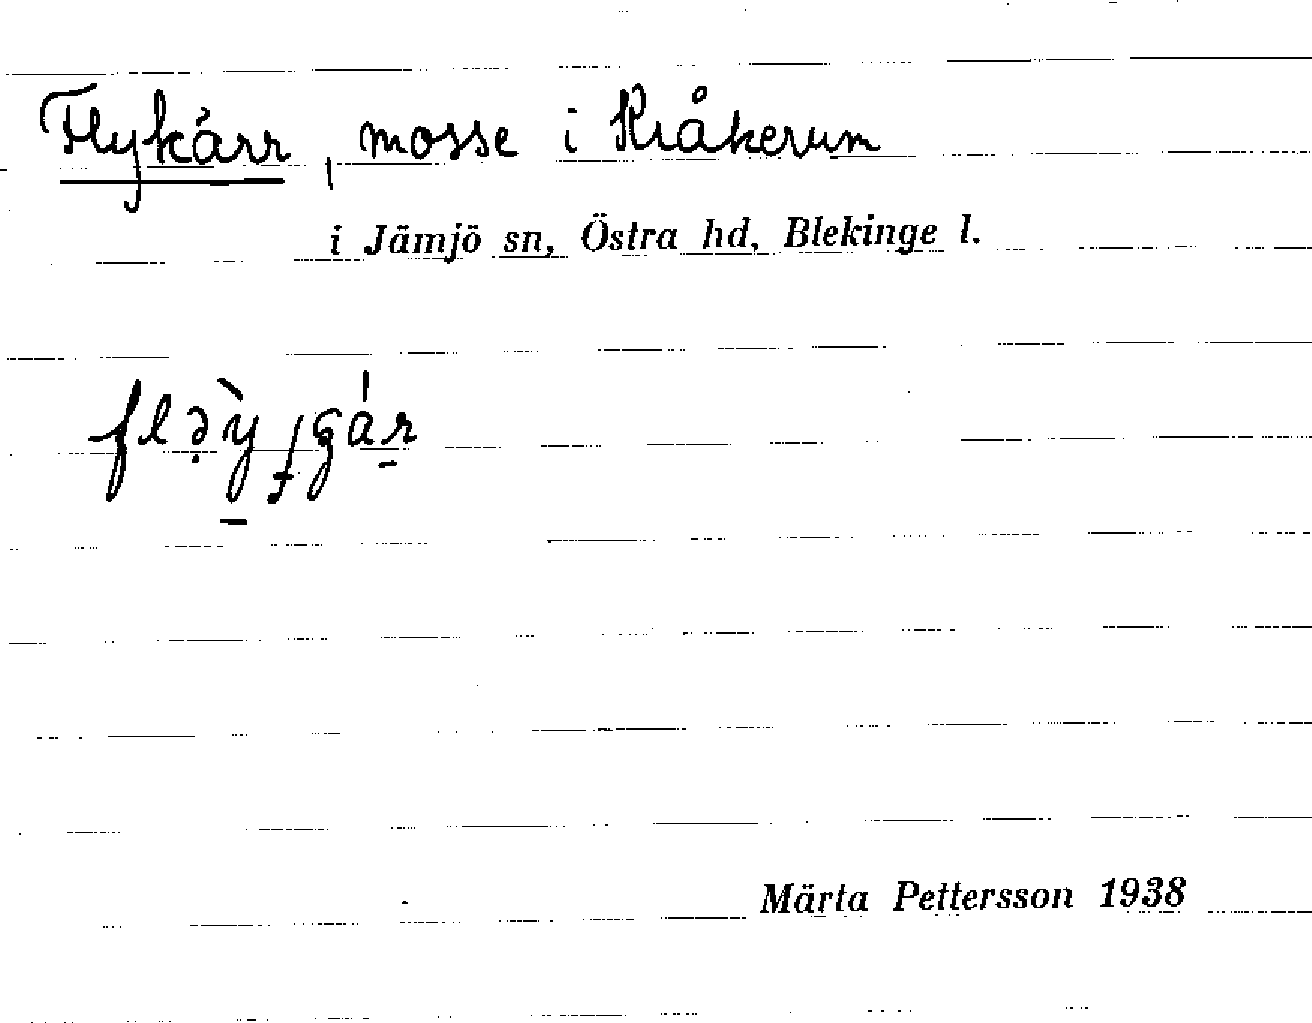 Flykärr, mosse i Kråkerum
i Jämjö sn, Östra hd, Blekinge l.
Märta Pettersson 1938